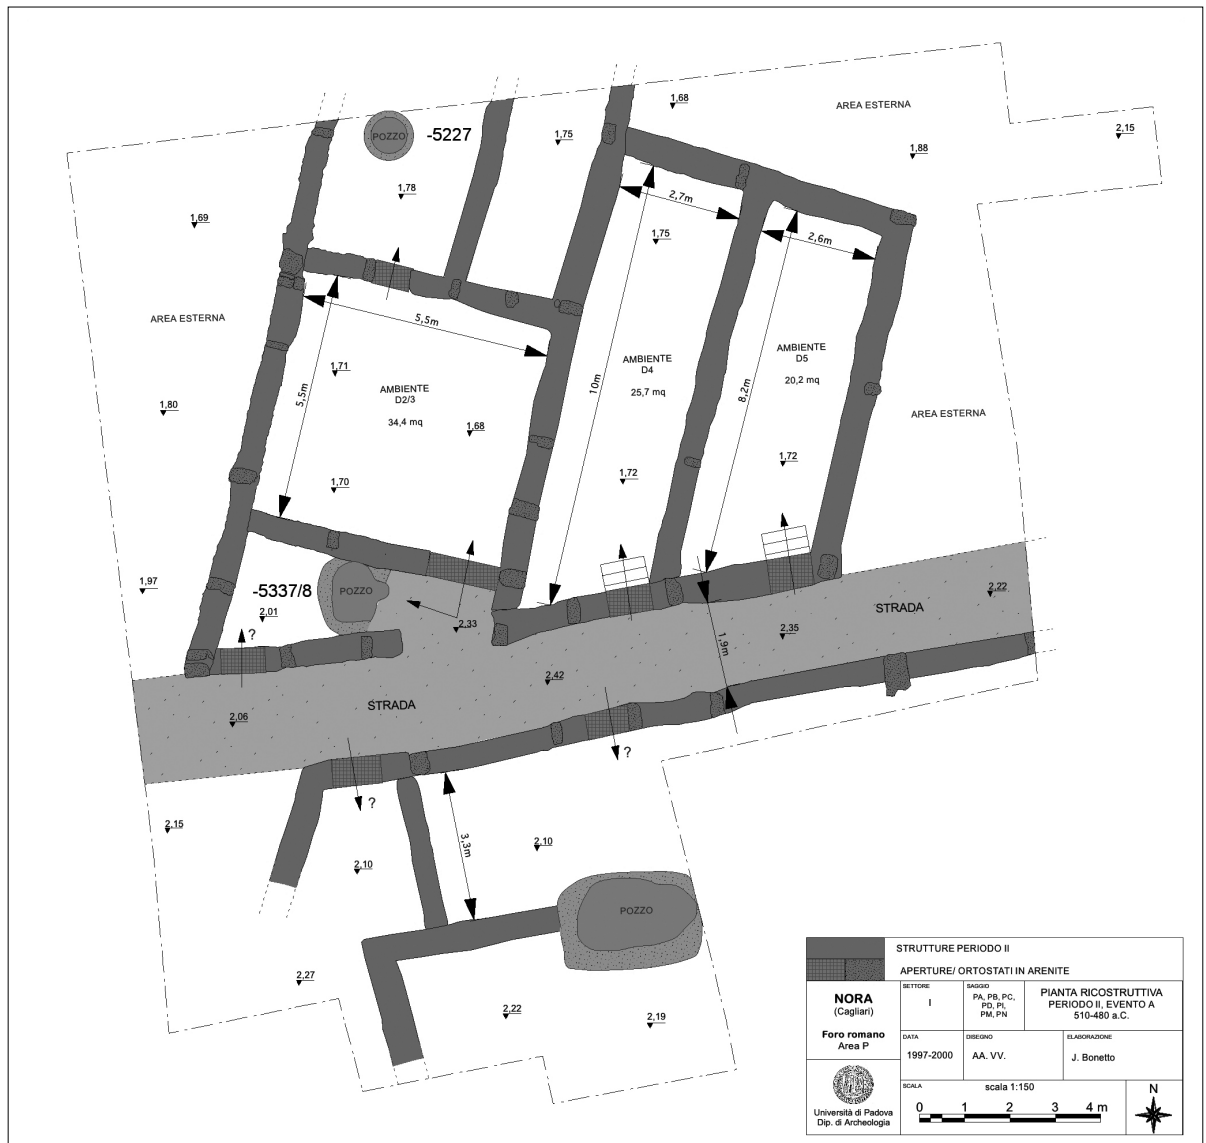 1,68
AREA ESTERNA
POZZO
-5227
1,75
2,15
1,88
1,78
2,7m
1,69
1,75
2,6m
AREA ESTERNA
5,5m
AMBIENTE
D4
25,7 mq
AMBIENTE
D5
20,2 mq
1,71
5,5m
AMBIENTE
D2/3
34,4 mq
10m
8,2m
1,80
1,68
AREA ESTERNA
1,70
1,72
1,72
1,97
-5337/8
POZZO
2,01
2,33
STRADA
2,22
?
2,35
1,9m
2,42
STRADA
2,06
?
?
2,15
3,3m
2,10
2,10
POZZO
2,27
2,22
2,19
STRUTTURE PERIODO II
APERTURE/ ORTOSTATI IN ARENITE
NORA
(Cagliari)
Foro romano
Area P
Università di Padova
Dip. di Archeologia
SETTORE
I
SAGGIO
PA, PB, PC,
PD, PI,
PM, PN
PIANTA RICOSTRUTTIVA
PERIODO II, EVENTO A
510-480 a.C.
DATA
1997-2000
DISEGNO
AA. VV.
ELABORAZIONE
J. Bonetto
SCALA
scala 1:150
0 1 2 3 4 m
N